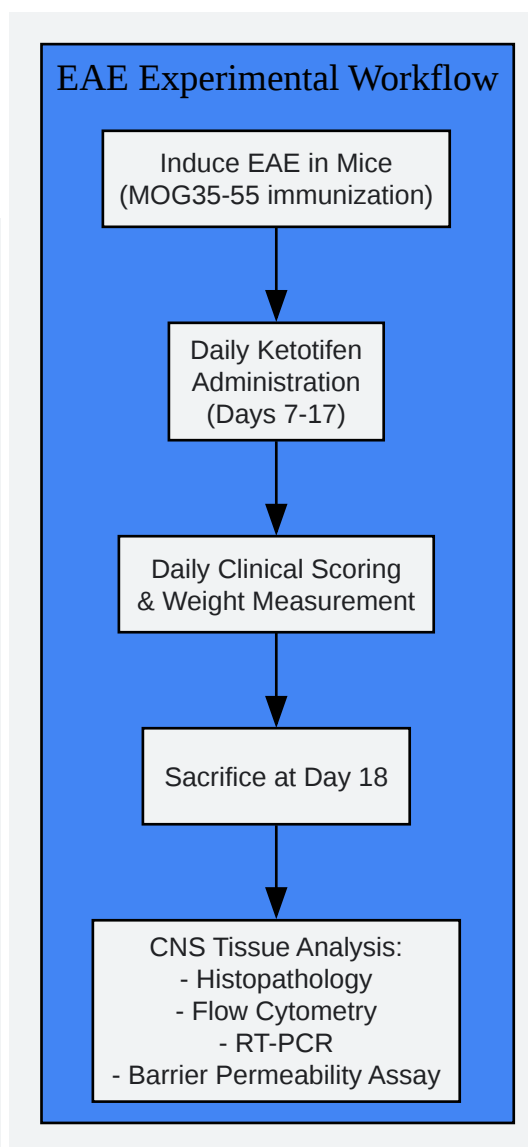 EAE Experimental Workflow
Induce EAE in Mice
(MOG35-55 immunization)
Daily Ketotifen
Administration
(Days 7-17)
Daily Clinical Scoring
& Weight Measurement
Sacrifice at Day 18
CNS Tissue Analysis:
- Histopathology
- Flow Cytometry
- RT-PCR
- Barrier Permeability Assay